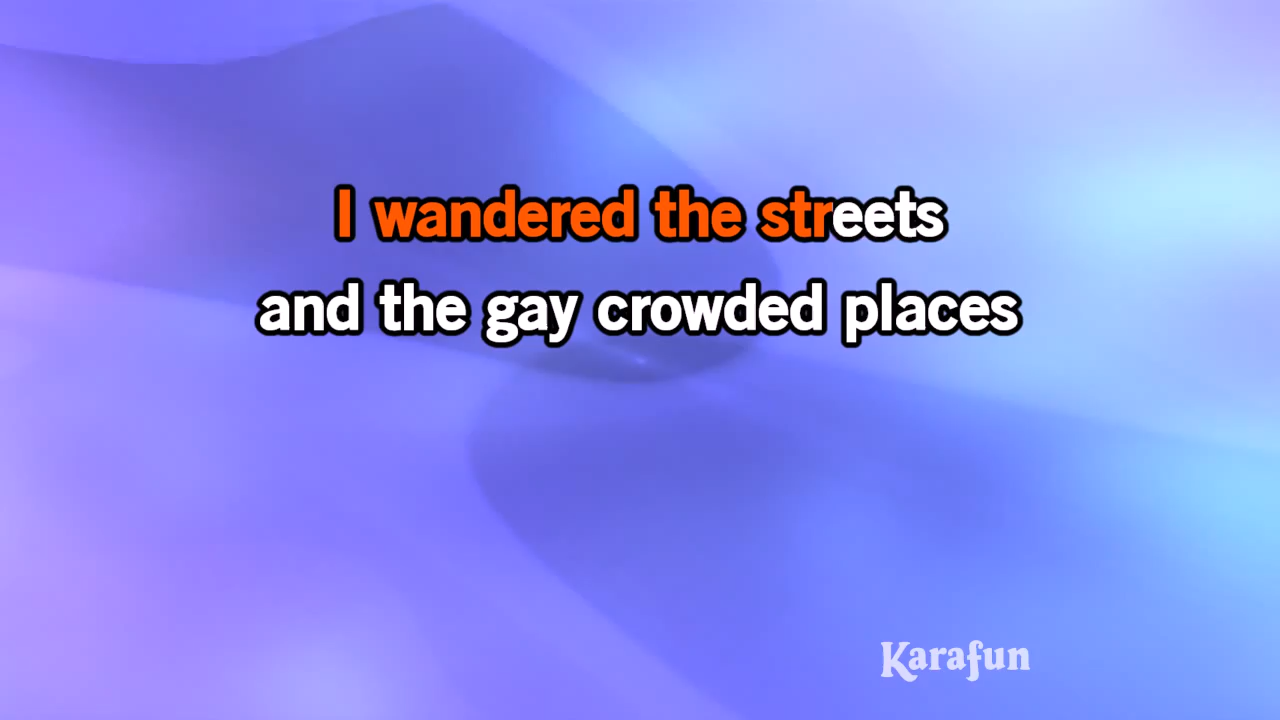 I wandered the streets
and the gay crowded places
Karafun